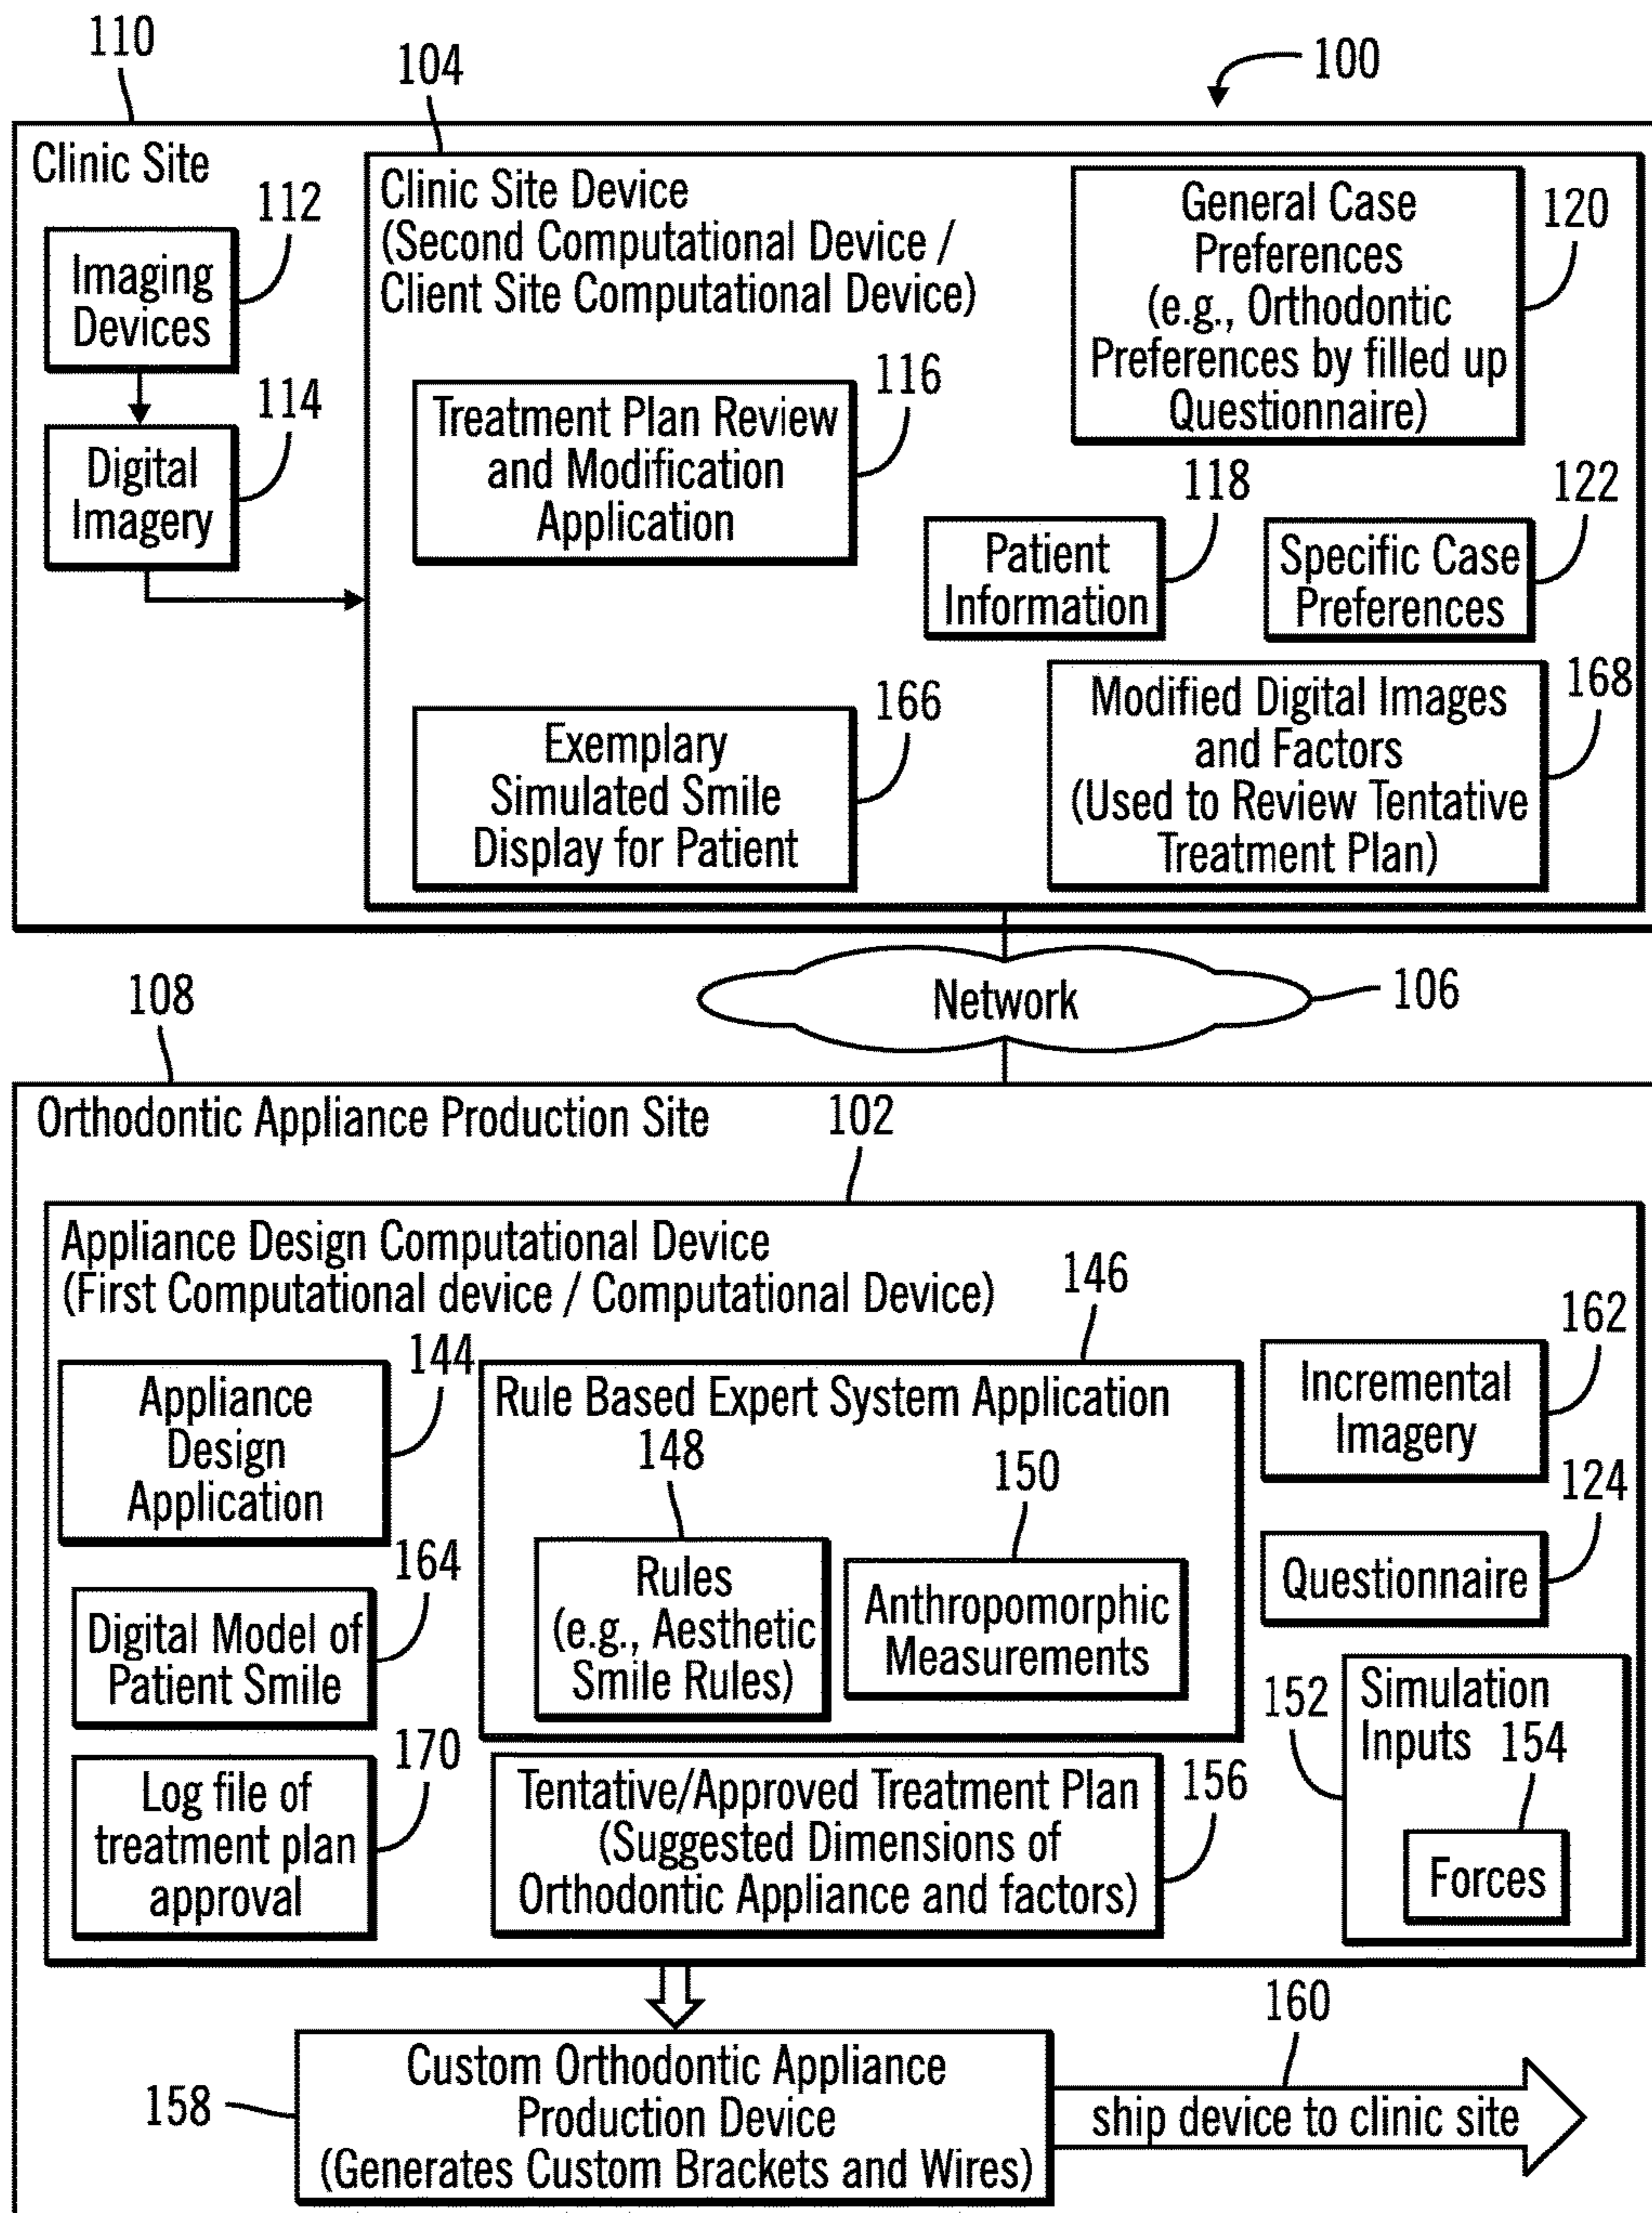 110
104
100
Clinic Site
112
Imaging
Devices
114
Digital
Imagery
Clinic Site Device
(Second Computational Device /
Client Site Computational Device)
General Case
Preferences
(e.g., Orthodontic
Preferences by filled up
Questionnaire)
120
Treatment Plan Review
and Modification
Application
116
118
Patient
Information
122
Specific Case
Preferences
166
Exemplary
Simulated Smile
Display for Patient
168
Modified Digital Images
and Factors
(Used to Review Tentative
Treatment Plan)
Network
106
108
Orthodontic Appliance Production Site
102
Appliance Design Computational Device
(First Computational device / Computational Device)
144
Appliance
Design
Application
146
Rule Based Expert System Application
148
Rules
(e.g., Aesthetic
Smile Rules)
150
Anthropomorphic
Measurements
162
Incremental
Imagery
124
Questionnaire
164
Digital Model of
Patient Smile
152
Simulation
Inputs
154
Forces
170
Log file of
treatment plan
approval
Tentative/Approved Treatment Plan
(Suggested Dimensions of
Orthodontic Appliance and factors)
156
158
Custom Orthodontic Appliance
Production Device
(Generates Custom Brackets and Wires)
160
ship device to clinic site